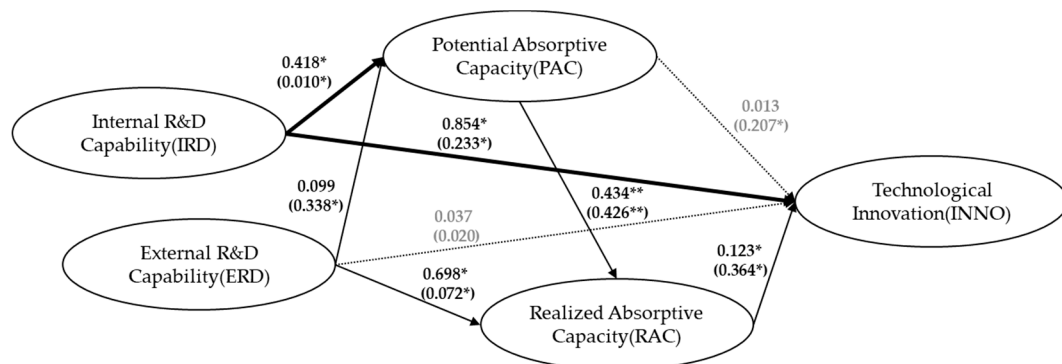 Potential Absorptive
Capacity(PAC)
0.418*
(0.010*)
Internal R&D
Capability(IRD)
0.854*
(0.233*)
0.013
(0.207*)
0.099
(0.338*)
0.434**
(0.426**)
Technological
Innovation(INNO)
0.037
(0.020)
External R&D
Capability(ERD)
0.698*
(0.072*)
0.123*
(0.364*)
Realized Absorptive
Capacity(RAC)